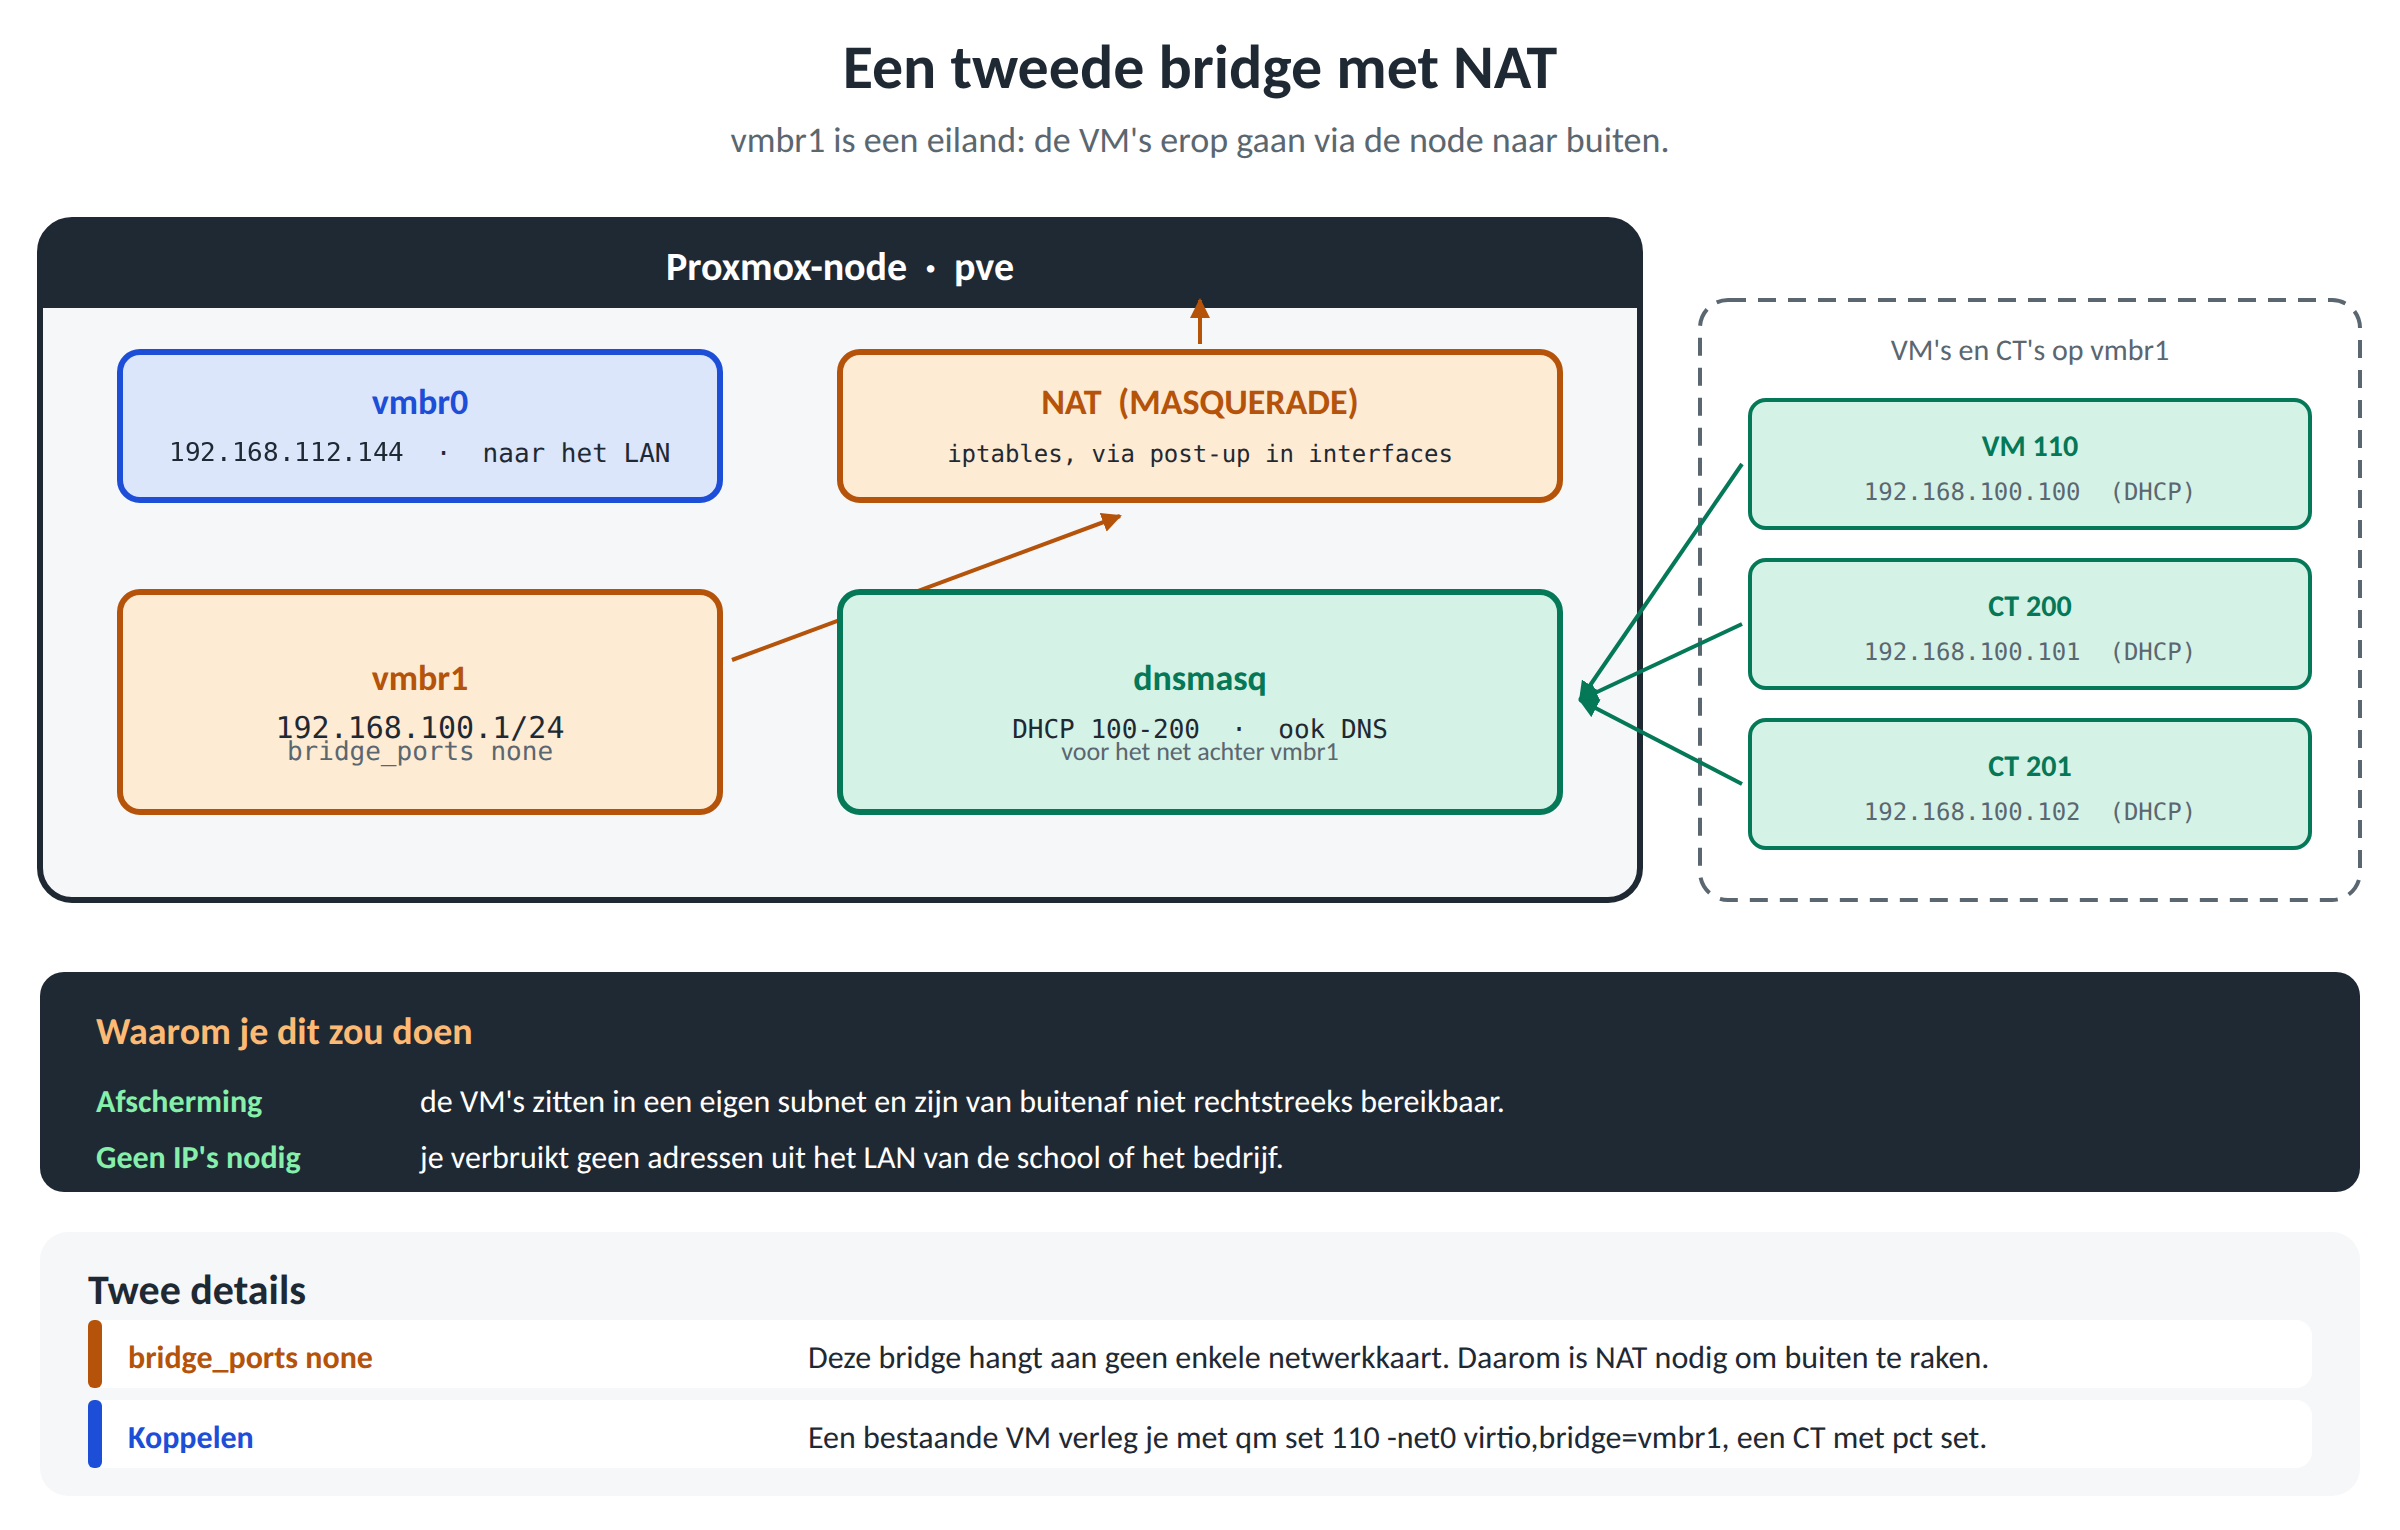 Een tweede bridge met NAT
vmbr1 is een eiland: de VM's erop gaan via de node naar buiten.
Proxmox-node · pve
vmbr0
192.168.112.144 · naar het LAN
NAT (MASQUERADE)
iptables, via post-up in interfaces
vmbr1
192.168.100.1/24
bridge_ports none
dnsmasq
DHCP 100-200 · ook DNS
voor het net achter vmbr1
VM's en CT's op vmbr1
VM 110
192.168.100.100 (DHCP)
CT 200
192.168.100.101 (DHCP)
CT 201
192.168.100.102 (DHCP)
Waarom je dit zou doen
Afscherming de VM's zitten in een eigen subnet en zijn van buitenaf niet rechtstreeks bereikbaar.
Geen IP's nodig je verbruikt geen adressen uit het LAN van de school of het bedrijf.
Twee details
bridge_ports none Deze bridge hangt aan geen enkele netwerkkaart. Daarom is NAT nodig om buiten te raken.
Koppelen Een bestaande VM verleg je met qm set 110 -net0 virtio,bridge=vmbr1, een CT met pct set.